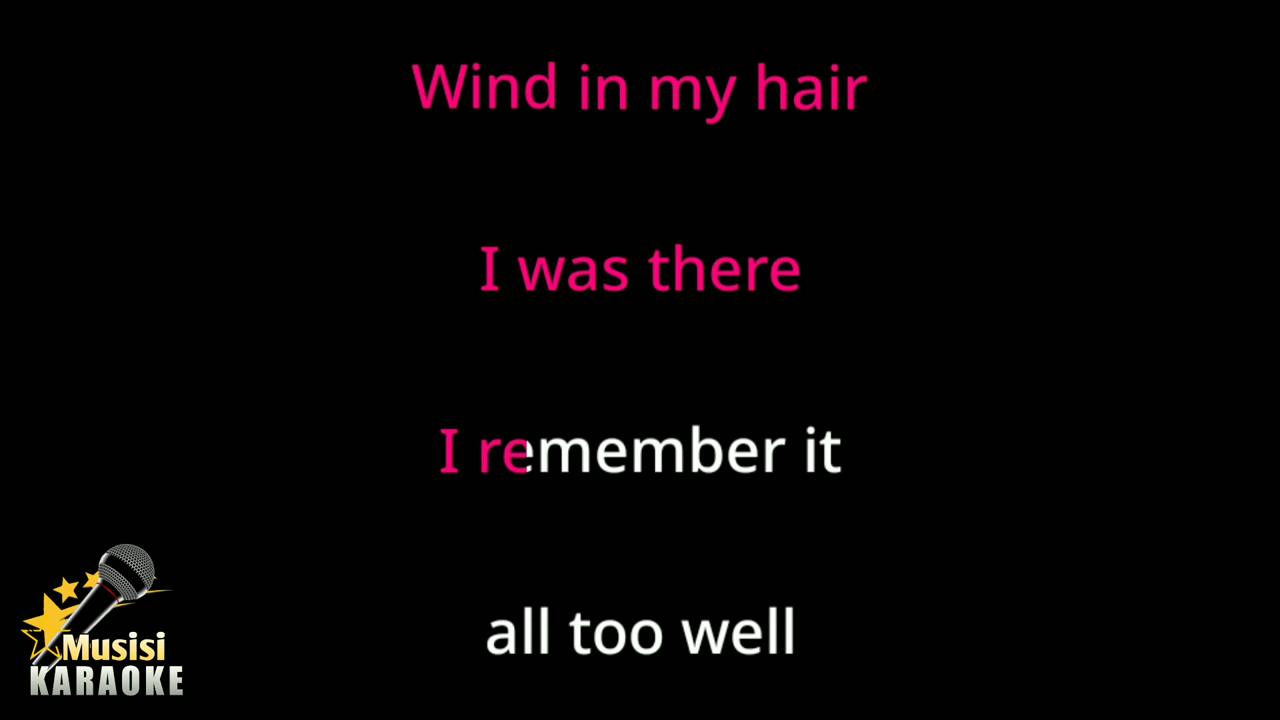 Wind in my hair
I was there
I remember it
all too well
Musisi
KARAOKE